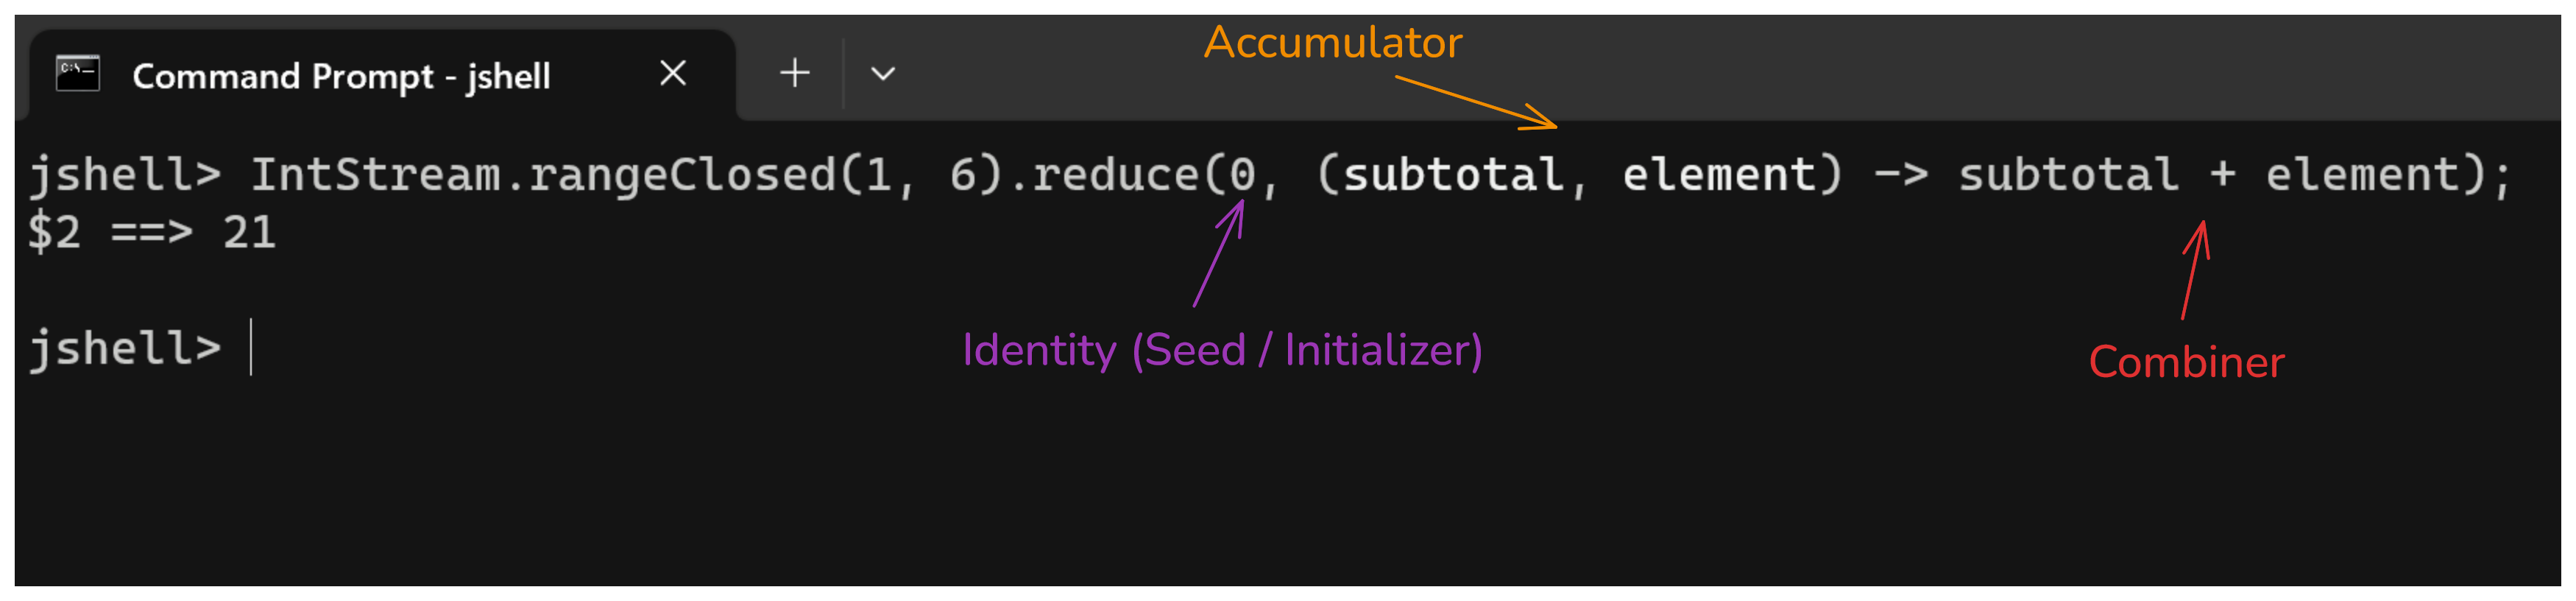 Accumulator
Command Prompt - jshell
jshell> IntStream.rangeClosed(1, 6).reduce(0, (subtotal, element) -> subtotal + element);
$2 ==> 21
jshell>
Identity (Seed / Initializer)
Combiner